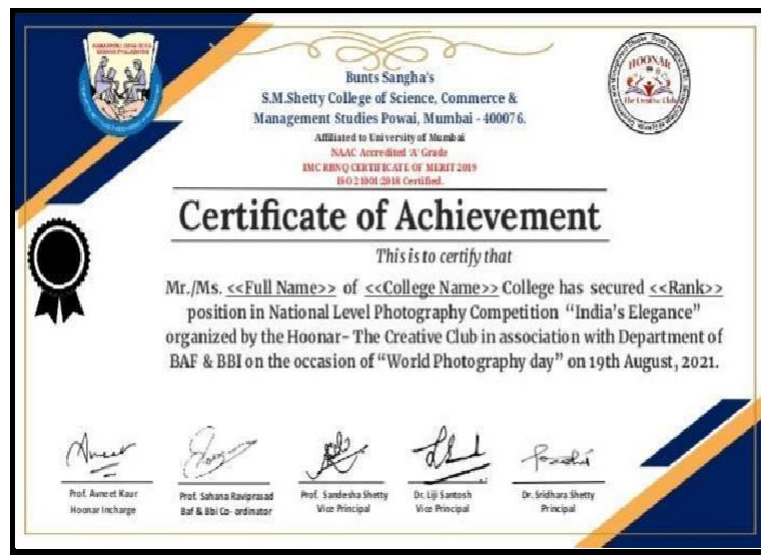 HOONAR
The Creative Club
Bunts Sangha's
S.M.Shetty College of Science, Commerce &
Management Studies Powai, Mumbai - 400076.
Affiliated to University of Mumbai
NAAC Accredited 'A' Grade
IMC RBNQ CERTIFICATE OF MERIT 2019
ISO 21001:2018 Certified.
Certificate of Achievement
This is to certify that
Mr./Ms. <<Full Name>> of <<College Name>> College has secured <<Rank>>
position in National Level Photography Competition “India’s Elegance”
organized by the Hoonar- The Creative Club in association with Department of
BAF & BBI on the occasion of “World Photography day” on 19th August, 2021.
Prof. Avneet Kaur
Hoonar Incharge
Prof. Sahana Raviprasad
Baf & Bbi Co- ordinator
Prof. Sandesha Shetty
Vice Principal
Dr. Liji Santosh
Vice Principal
Dr. Sridhara Shetty
Principal